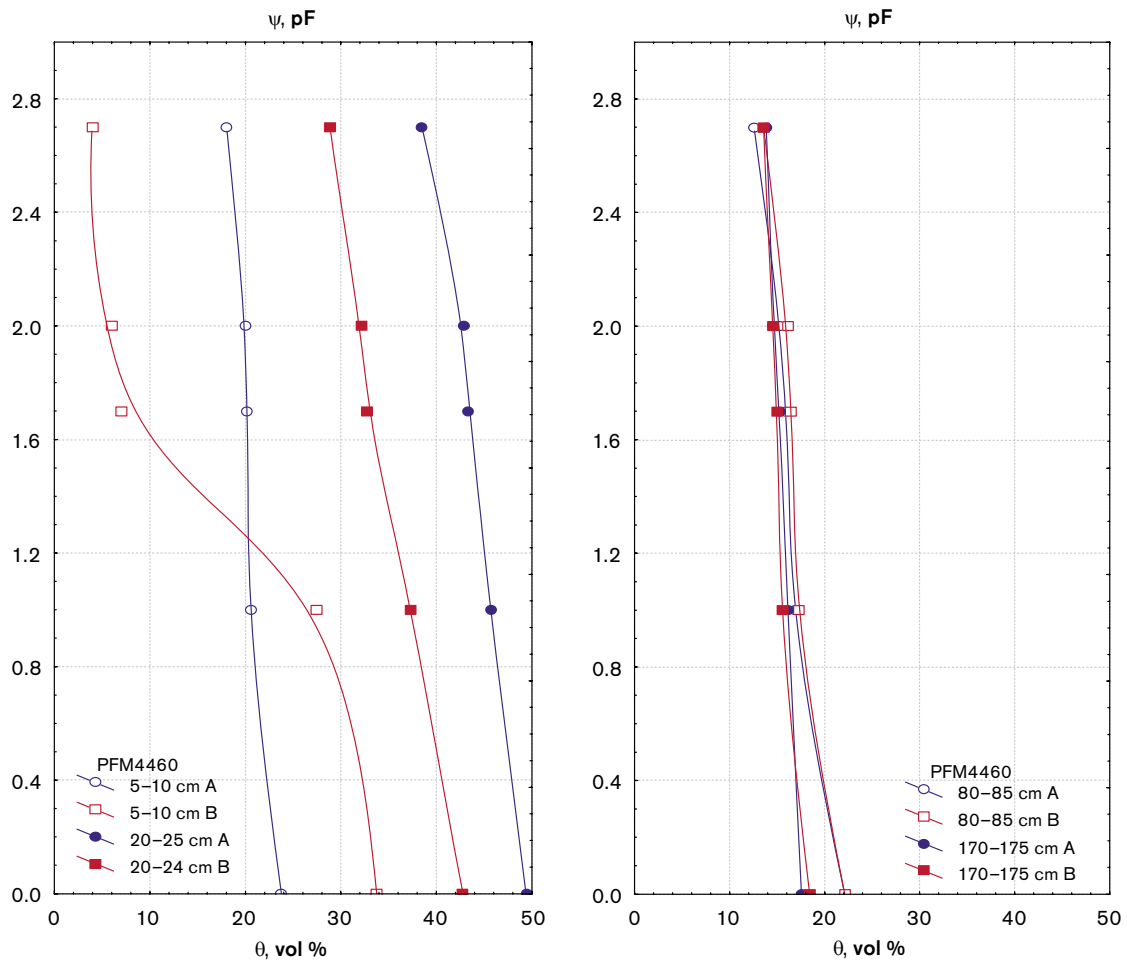 ψ, pF
2.8
2.4
2.0
1.6
1.2
0.8
0.4
0.0
PFM4460
5–10 cm A
5–10 cm B
20–25 cm A
20–24 cm B
0 10 20 30 40 50
θ, vol %
ψ, pF
2.8
2.4
2.0
1.6
1.2
0.8
0.4
0.0
PFM4460
80–85 cm A
80–85 cm B
170–175 cm A
170–175 cm B
0 10 20 30 40 50
θ, vol %